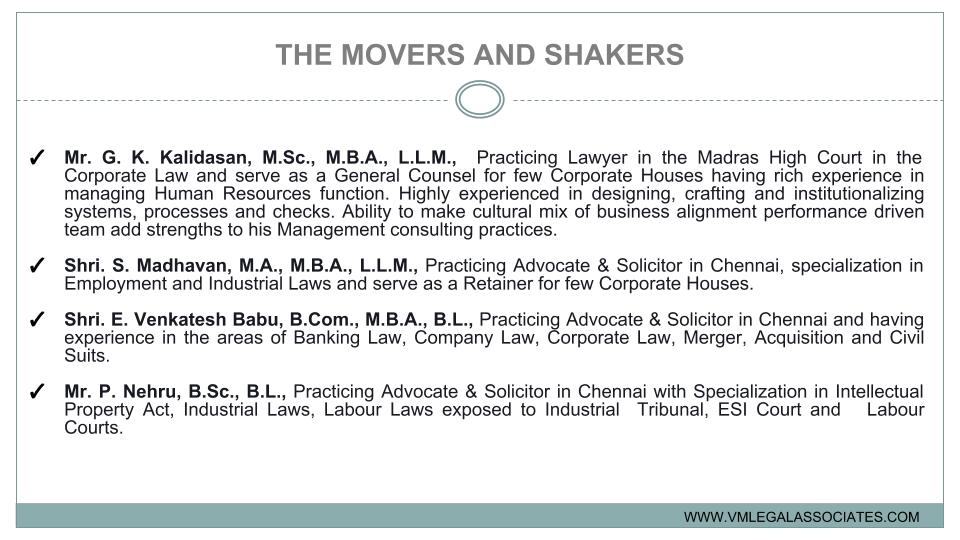 THE MOVERS AND SHAKERS
✓ Mr. G. K. Kalidasan, M.Sc., M.B.A., L.L.M., Practicing Lawyer in the Madras High Court in the
Corporate Law and serve as a General Counsel for few Corporate Houses having rich experience in
managing Human Resources function. Highly experienced in designing, crafting and institutionalizing
systems, processes and checks. Ability to make cultural mix of business alignment performance driven
team add strengths to his Management consulting practices.
✓ Shri. S. Madhavan, M.A., M.B.A., L.L.M., Practicing Advocate & Solicitor in Chennai, specialization in
Employment and Industrial Laws and serve as a Retainer for few Corporate Houses.
✓ Shri. E. Venkatesh Babu, B.Com., M.B.A., B.L., Practicing Advocate & Solicitor in Chennai and having
experience in the areas of Banking Law, Company Law, Corporate Law, Merger, Acquisition and Civil
Suits.
✓ Mr. P. Nehru, B.Sc., B.L., Practicing Advocate & Solicitor in Chennai with Specialization in Intellectual
Property Act, Industrial Laws, Labour Laws exposed to Industrial Tribunal, ESI Court and Labour
Courts.
WWW.VMLEGALASSOCIATES.COM